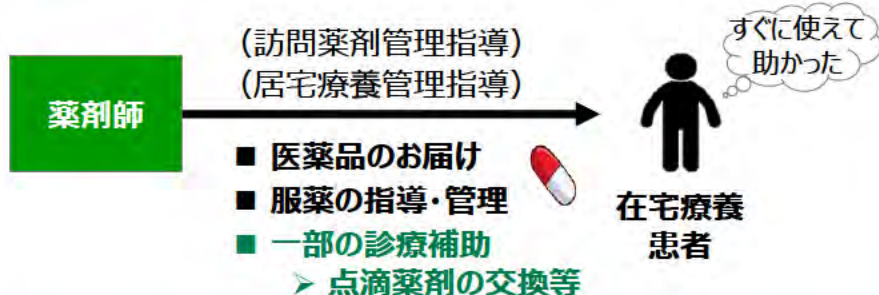 (訪問薬剤管理指導)
(居宅療養管理指導)
薬剤師
■ 医薬品のお届け
■ 服薬の指導・管理
■ 一部の診療補助
➢ 点滴薬剤の交換等
すぐに使えて
助かった
在宅療養
患者